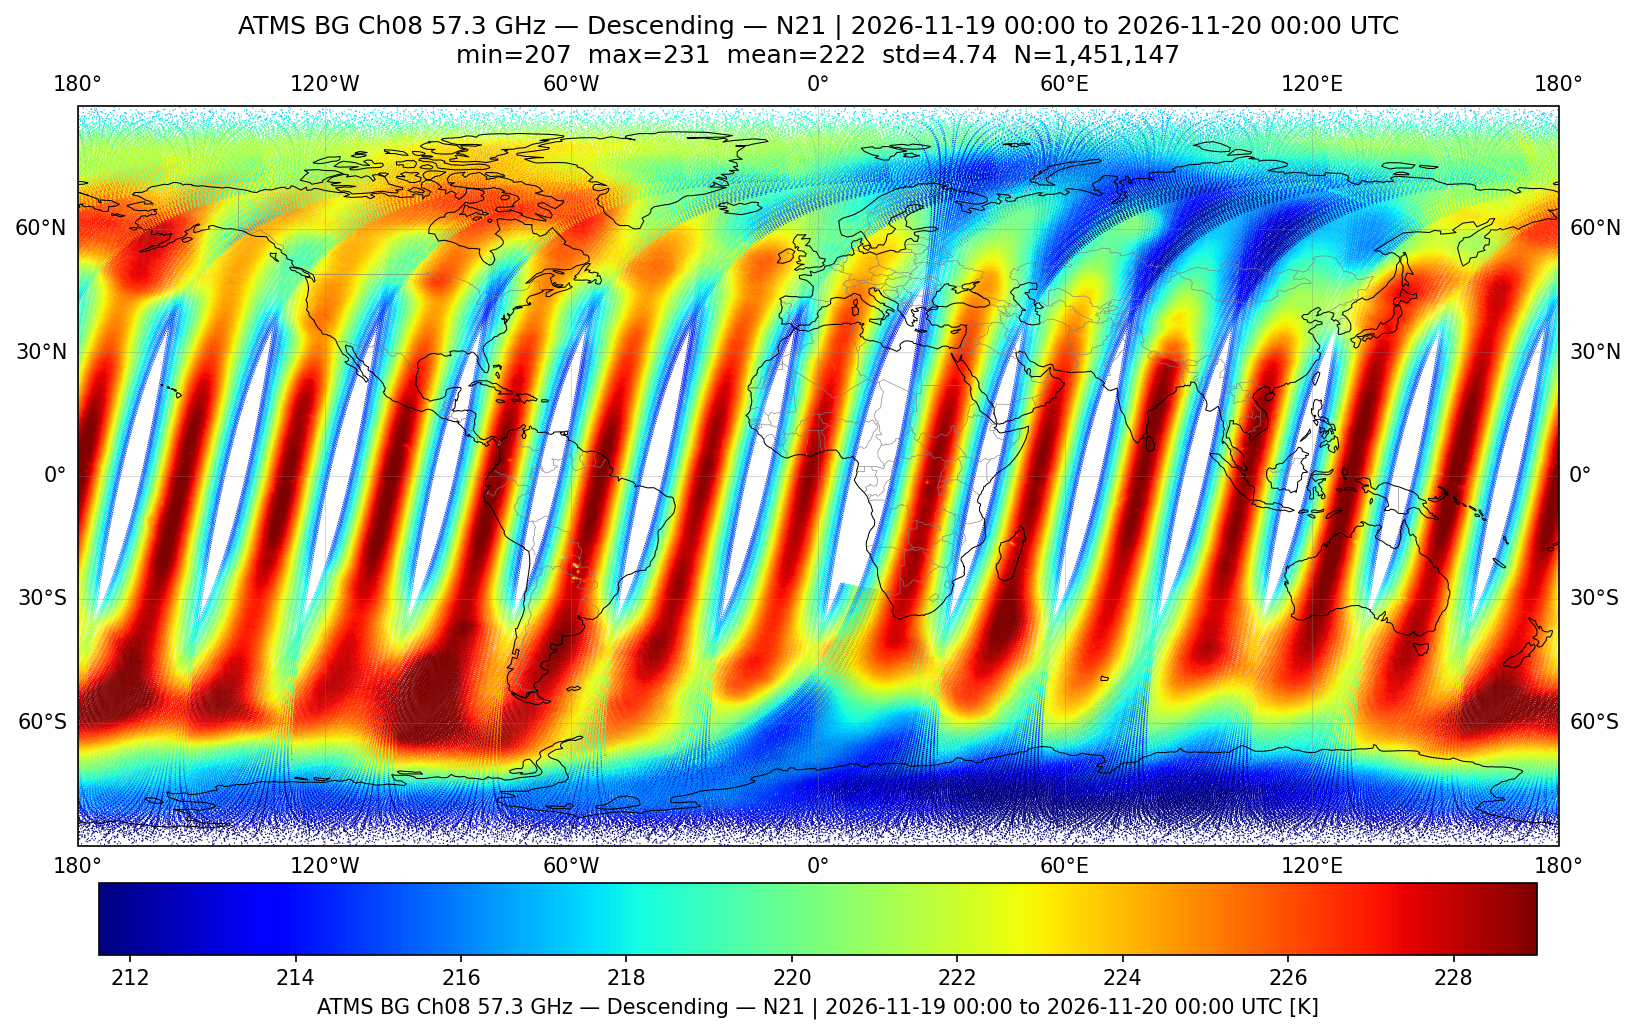 ATMS BG Ch08 57.3 GHz — Descending — N21 | 2026-11-19 00:00 to 2026-11-20 00:00 UTC
min=207 max=231 mean=222 std=4.74 N=1,451,147
180° 120°W 60°W 0° 60°E 120°E 180°
60°N 60°N
30°N 30°N
0° 0°
30°S 30°S
60°S 60°S
180° 120°W 60°W 0° 60°E 120°E 180°
212 214 216 218 220 222 224 226 228
ATMS BG Ch08 57.3 GHz — Descending — N21 | 2026-11-19 00:00 to 2026-11-20 00:00 UTC [K]